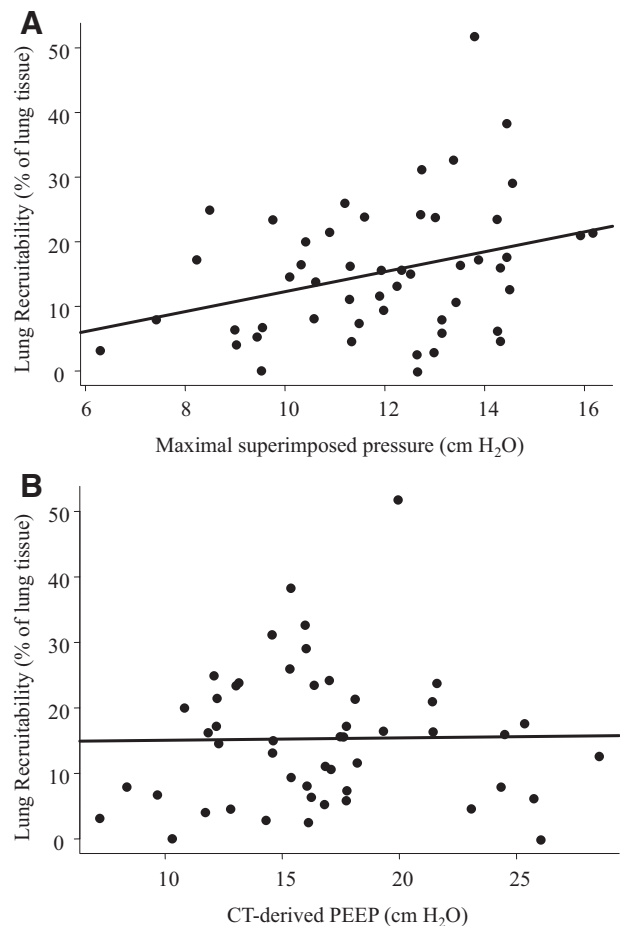 A
Lung Recruitability (% of lung tissue)
50
40
30
20
10
0
6 8 10 12 14 16
Maximal superimposed pressure (cm H₂O)
B
Lung Recruitability (% of lung tissue)
50
40
30
20
10
0
10 15 20 25
CT-derived PEEP (cm H₂O)